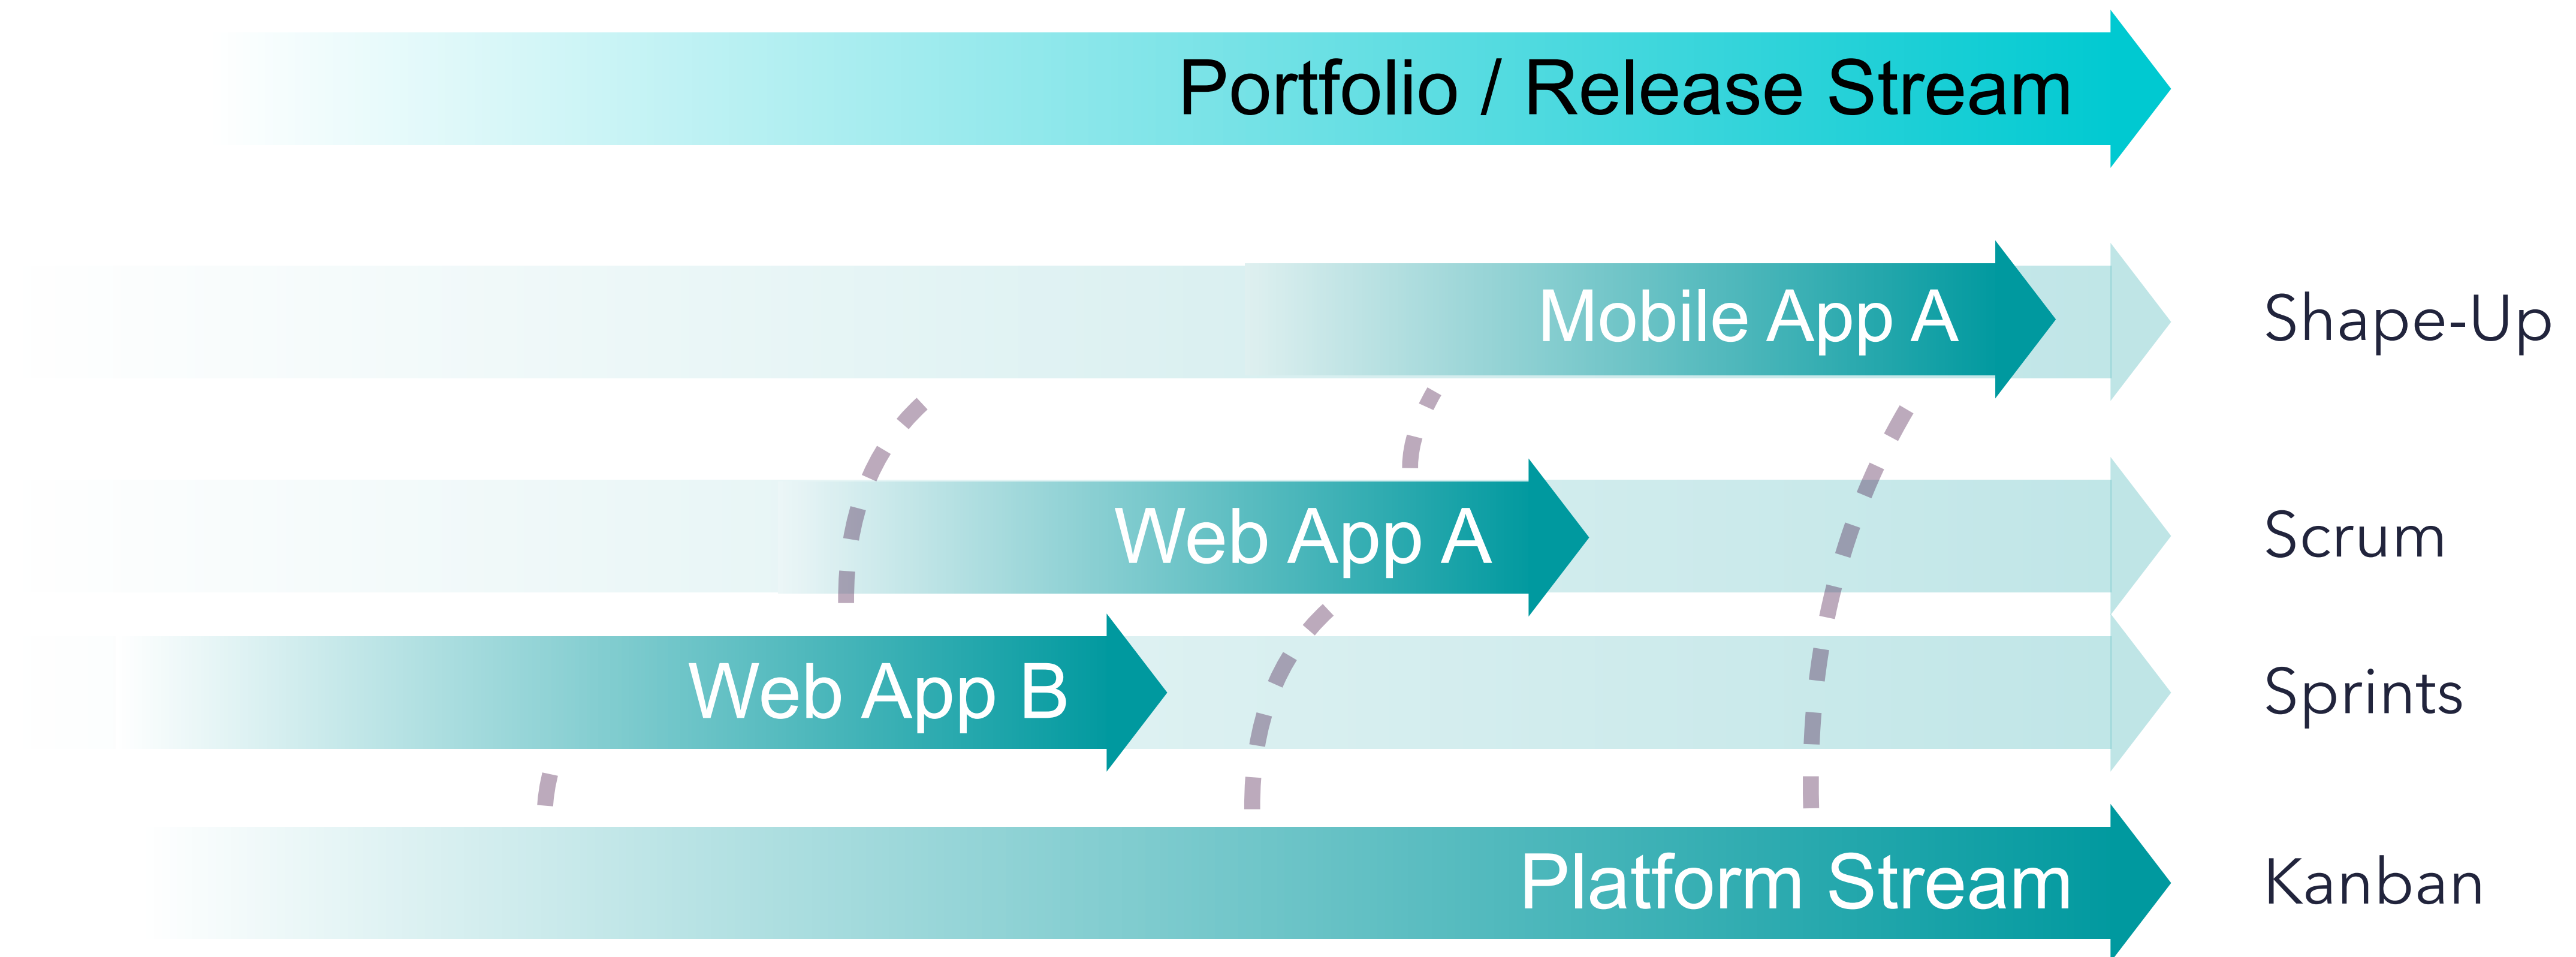 Portfolio / Release Stream
Mobile App A
Shape-Up
Web App A
Scrum
Web App B
Sprints
Platform Stream
Kanban